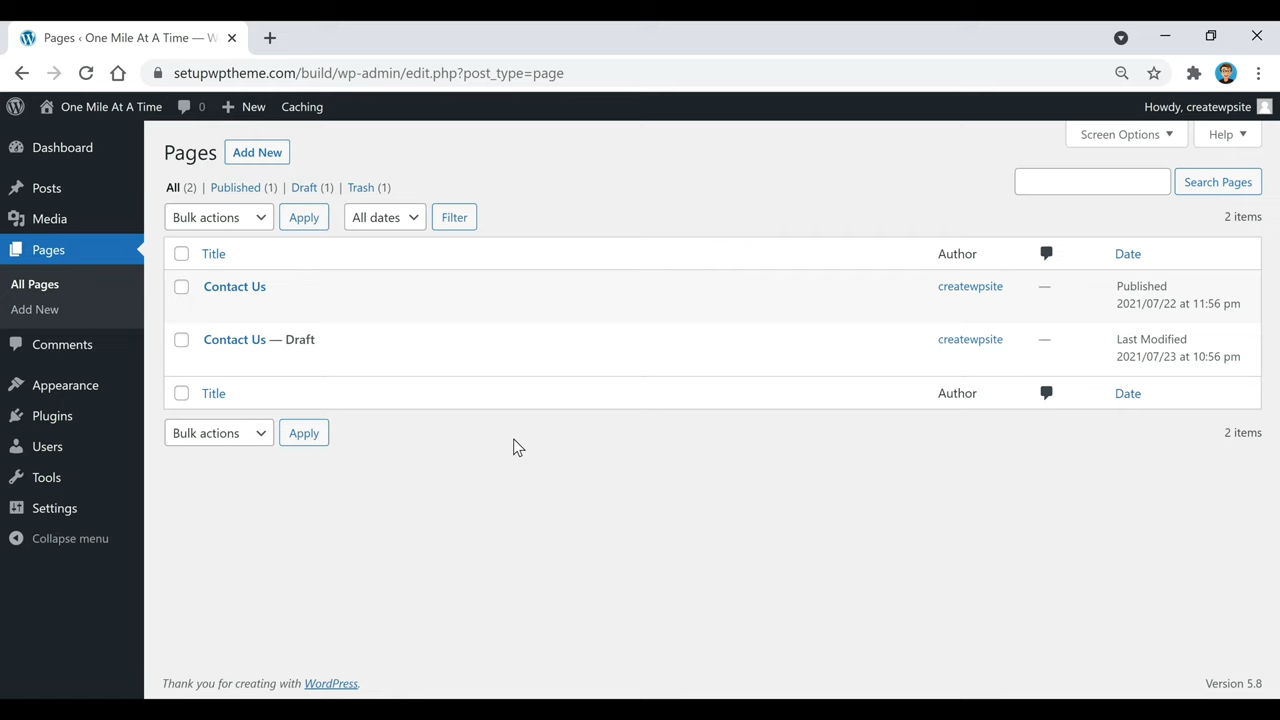 Pages ‹ One Mile At A Time — W
setupwptheme.com/build/wp-admin/edit.php?post_type=page
One Mile At A Time 0 New Caching Howdy, createwpsite
Screen Options Help
Dashboard
Posts
Media
Pages
All Pages
Add New
Comments
Appearance
Plugins
Users
Tools
Settings
Collapse menu
Pages Add New
All (2) | Published (1) | Draft (1) | Trash (1)
Search Pages
Bulk actions Apply All dates Filter 2 items
Title Author Date
Contact Us createwpsite — Published
2021/07/22 at 11:56 pm
Contact Us — Draft createwpsite — Last Modified
2021/07/23 at 10:56 pm
Title Author Date
Bulk actions Apply 2 items
Thank you for creating with WordPress. Version 5.8